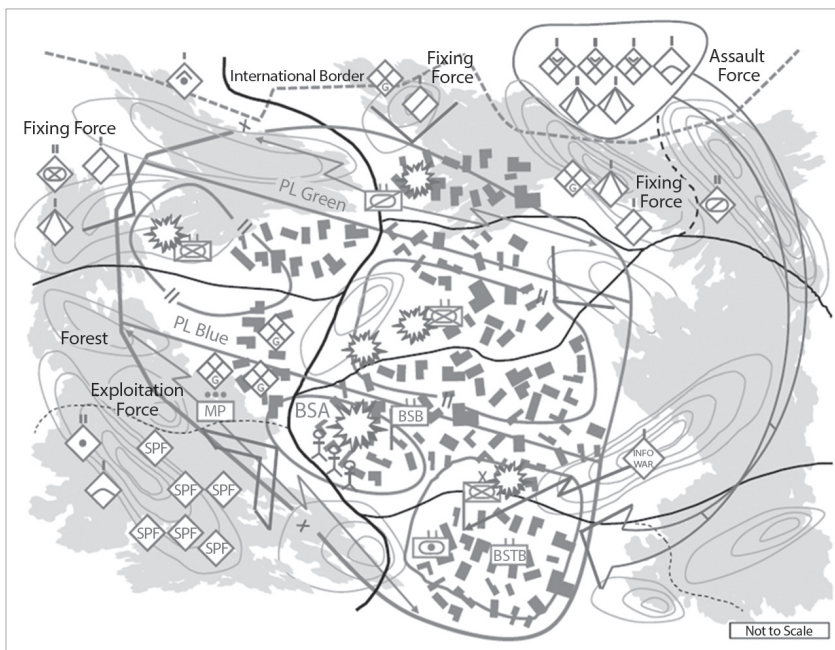 International Border
Fixing
Force
Assault
Force
Fixing Force
G
PL Green
G
Fixing
Force
PL Blue
G
Forest
G
G
Exploitation
Force
MP
BSA
BSB
SPF
INFO
WAR
SPF
SPF
X
SPF
SPF
SPF
BSTB
Not to Scale